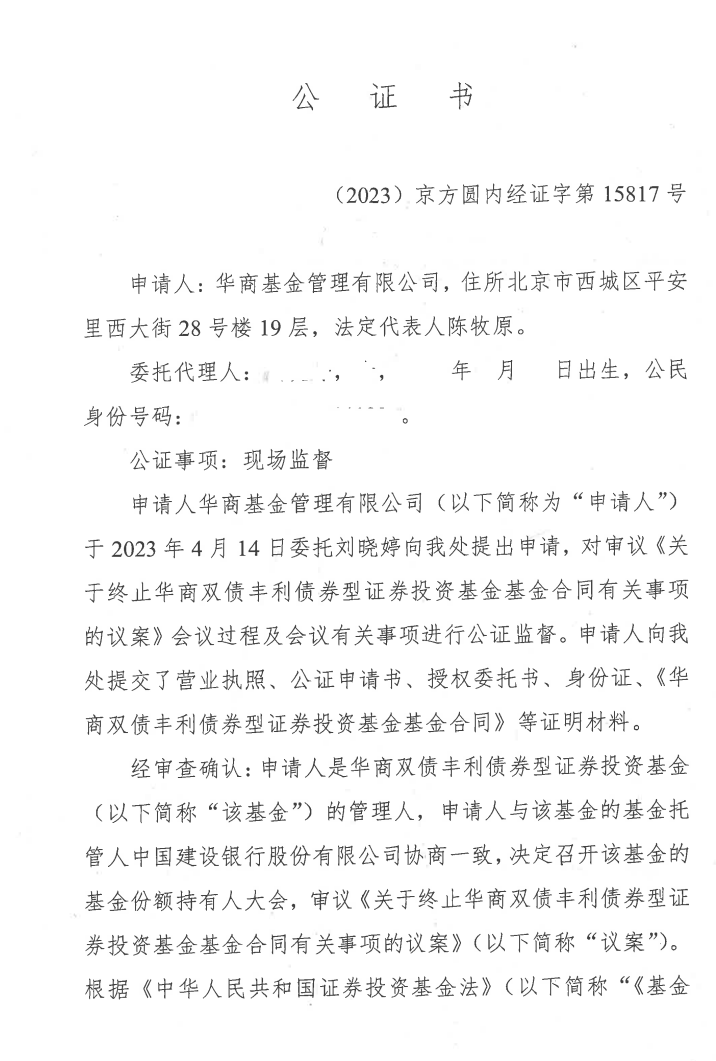 公 证 书
（2023）京方圆内经证字第 15817 号
申请人：华商基金管理有限公司，住所北京市西城区平安
里西大街 28 号楼 19 层，法定代表人陈牧原。
委托代理人： ， ， 年 月 日出生，公民
身份号码： 。
公证事项：现场监督
申请人华商基金管理有限公司（以下简称为“申请人”）
于 2023 年 4 月 14 日委托刘晓婷向我处提出申请，对审议《关
于终止华商双债丰利债券型证券投资基金基金合同有关事项
的议案》会议过程及会议有关事项进行公证监督。申请人向我
处提交了营业执照、公证申请书、授权委托书、身份证、《华
商双债丰利债券型证券投资基金基金合同》等证明材料。
经审查确认：申请人是华商双债丰利债券型证券投资基金
（以下简称“该基金”）的管理人，申请人与该基金的基金托
管人中国建设银行股份有限公司协商一致，决定召开该基金的
基金份额持有人大会，审议《关于终止华商双债丰利债券型证
券投资基金基金合同有关事项的议案》（以下简称“议案”）。
根据《中华人民共和国证券投资基金法》（以下简称“《基金